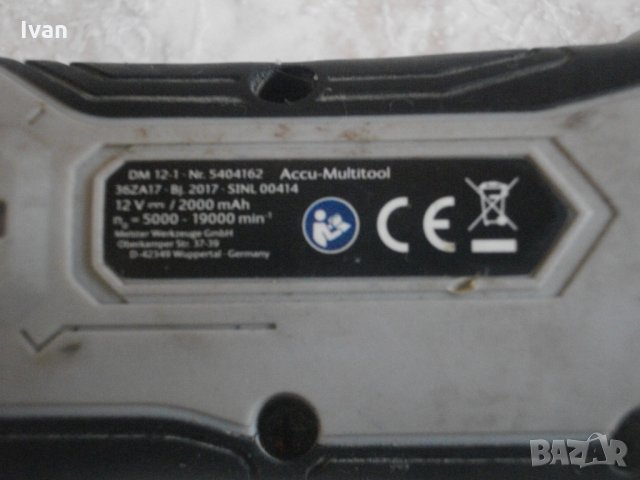 Ivan
DM 12-1 · Nr. 5404162 Accu-Multitool
36ZA17 · Bj. 2017 · SINL 00414
12 V / 2000 mAh
n₀ = 5000 - 19000 min⁻¹
Meister Werkzeuge GmbH
Oberkamper Str. 37-39
D-42349 Wuppertal · Germany
CE
BAZAR